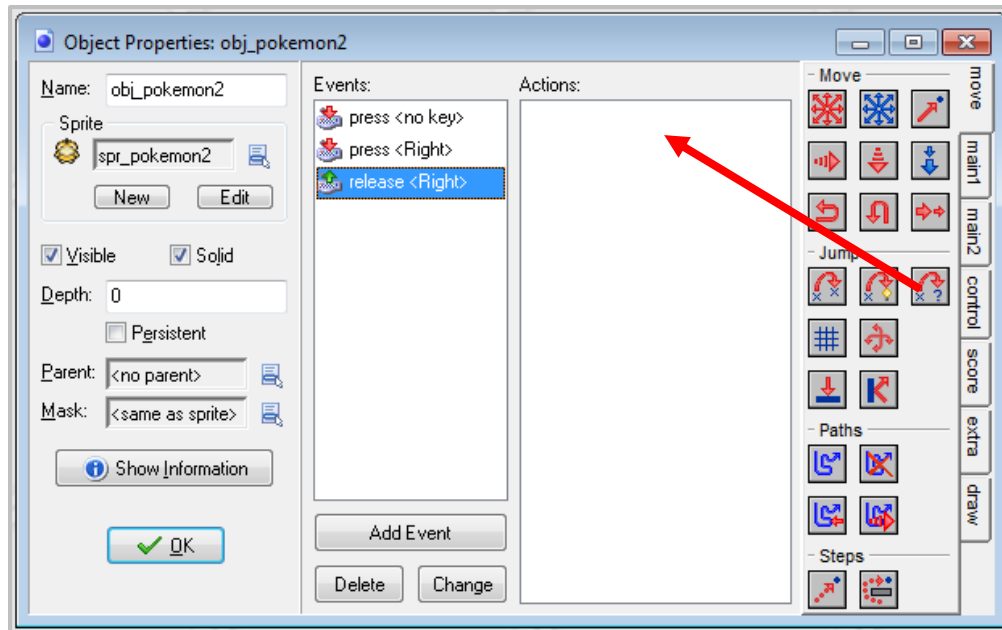 Object Properties: obj_pokemon2
Name: obj_pokemon2
Sprite
spr_pokemon2
New Edit
Visible Solid
Depth: 0
Persistent
Parent: <no parent>
Mask: <same as sprite>
Show Information
OK
Events:
press <no key>
press <Right>
release <Right>
Add Event
Delete Change
Actions:
Move
Jump
Paths
Steps
move
main1
main2
control
score
extra
draw